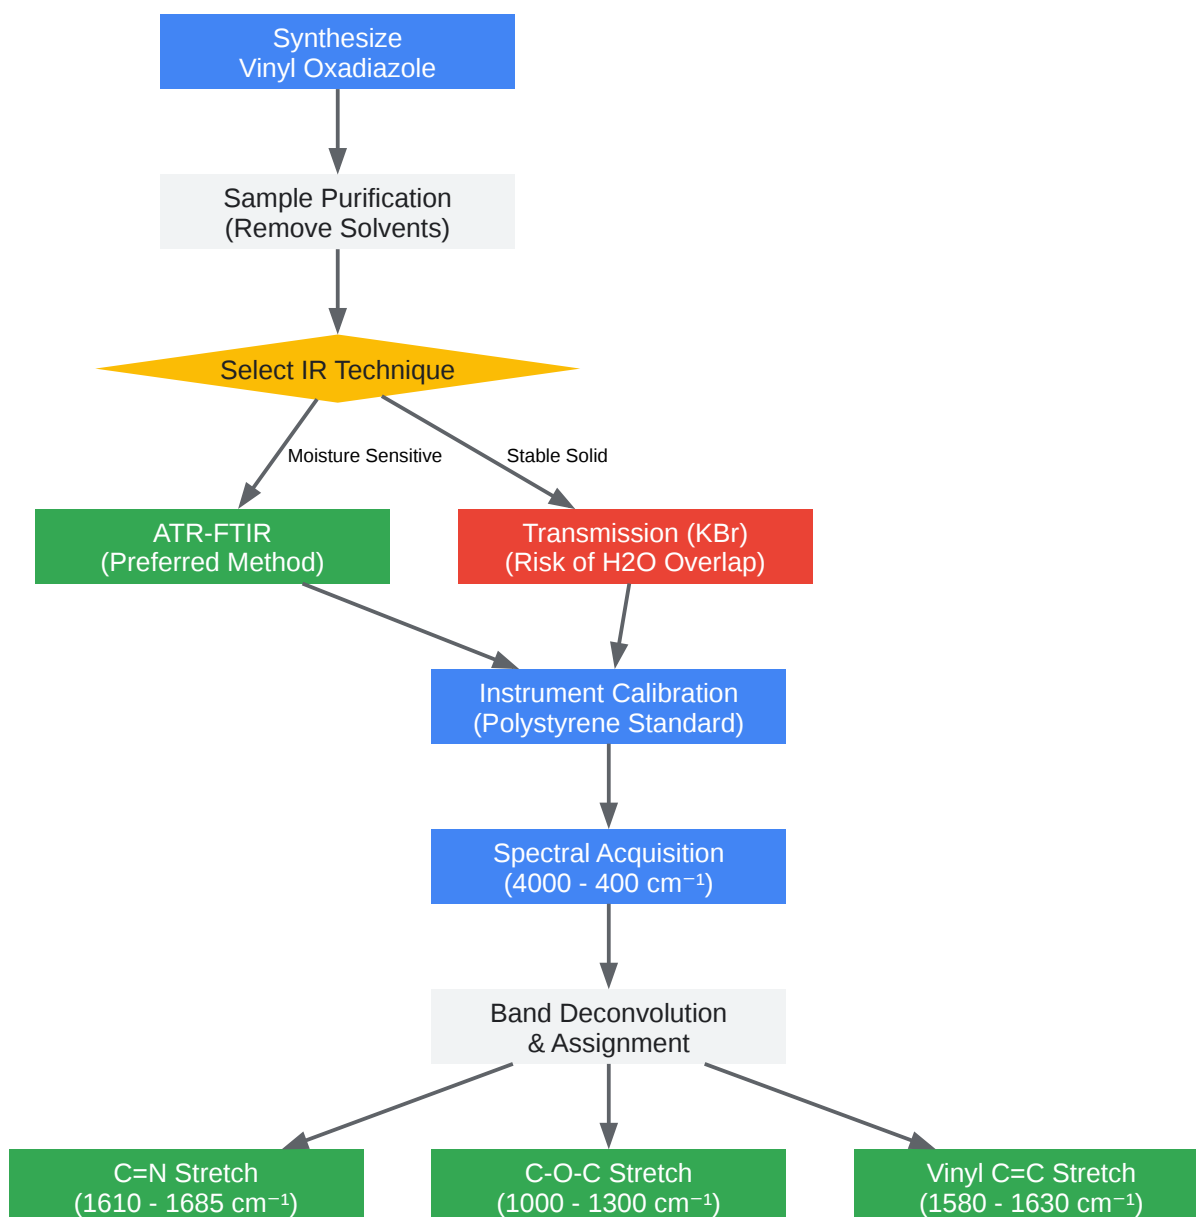 Synthesize
Vinyl Oxadiazole
Sample Purification
(Remove Solvents)
Select IR Technique
Moisture Sensitive
Stable Solid
ATR-FTIR
(Preferred Method)
Transmission (KBr)
(Risk of H2O Overlap)
Instrument Calibration
(Polystyrene Standard)
Spectral Acquisition
(4000 - 400 cm⁻¹)
Band Deconvolution
& Assignment
C=N Stretch
(1610 - 1685 cm⁻¹)
C-O-C Stretch
(1000 - 1300 cm⁻¹)
Vinyl C=C Stretch
(1580 - 1630 cm⁻¹)